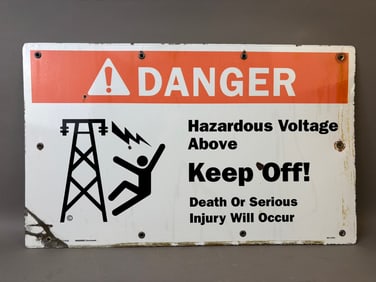 DANGER
Hazardous Voltage
Above
Keep Off!
Death Or Serious
Injury Will Occur
©